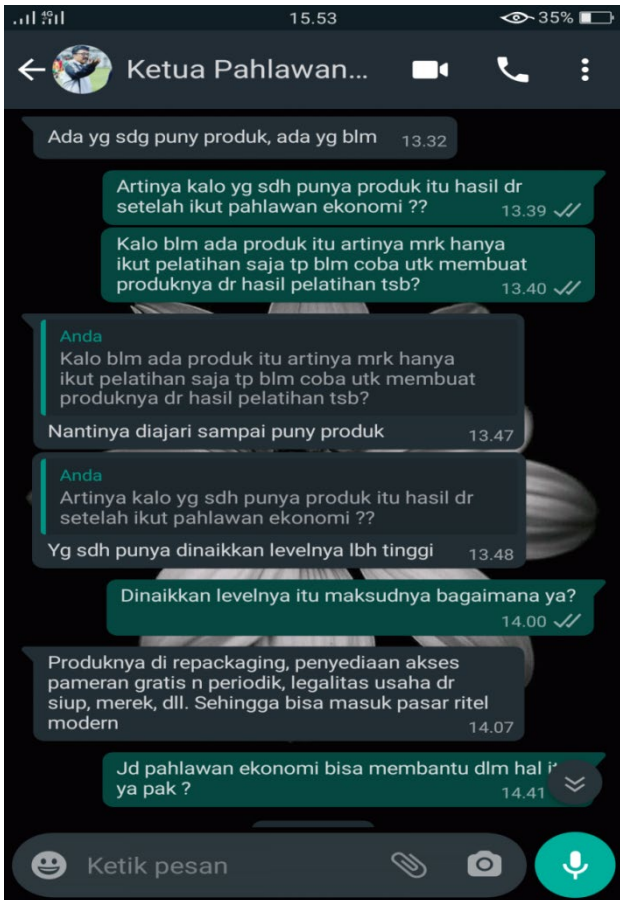 15.53
35%
Ketua Pahlawan...
Ada yg sdg puny produk, ada yg blm 13.32
Artinya kalo yg sdh punya produk itu hasil dr
setelah ikut pahlawan ekonomi ?? 13.39
Kalo blm ada produk itu artinya mrk hanya
ikut pelatihan saja tp blm coba utk membuat
produknya dr hasil pelatihan tsb? 13.40
Anda
Kalo blm ada produk itu artinya mrk hanya
ikut pelatihan saja tp blm coba utk membuat
produknya dr hasil pelatihan tsb?
Nantinya diajari sampai puny produk 13.47
Anda
Artinya kalo yg sdh punya produk itu hasil dr
setelah ikut pahlawan ekonomi ??
Yg sdh punya dinaikkan levelnya lbh tinggi 13.48
Dinaikkan levelnya itu maksudnya bagaimana ya?
14.00
Produknya di repackaging, penyediaan akses
pameran gratis n periodik, legalitas usaha dr
siup, merek, dll. Sehingga bisa masuk pasar ritel
modern 14.07
Jd pahlawan ekonomi bisa membantu dlm hal
ya pak ? 14.41
Ketik pesan